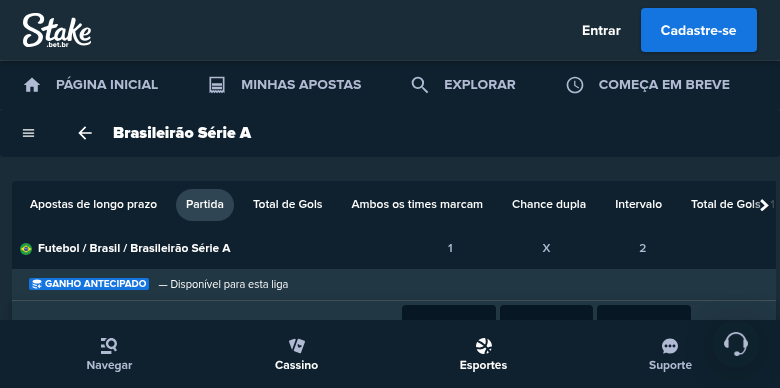 Stake
.bet.br
Entrar
Cadastre-se
PÁGINA INICIAL
MINHAS APOSTAS
EXPLORAR
COMEÇA EM BREVE
Brasileirão Série A
Apostas de longo prazo
Partida
Total de Gols
Ambos os times marcam
Chance dupla
Intervalo
Total de Gols
Futebol / Brasil / Brasileirão Série A
1
X
2
GANHO ANTECIPADO
— Disponível para esta liga
Navegar
Cassino
Esportes
Suporte